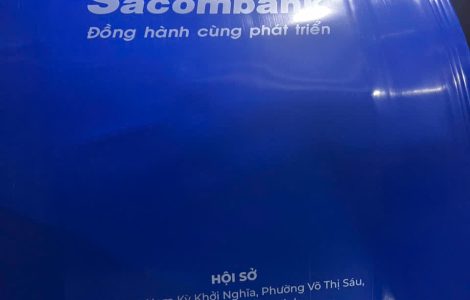 Sacombank
Đồng hành cùng phát triển
HỘI SỞ
Kỳ Khởi Nghĩa, Phường Võ Thị Sáu,